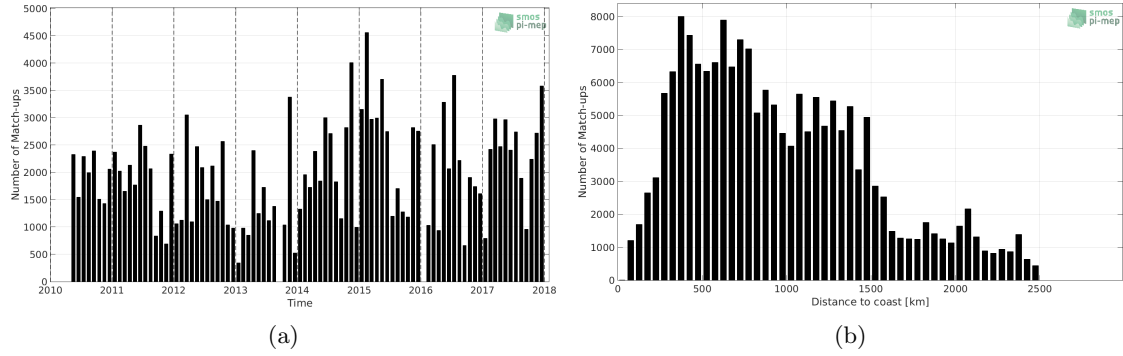 5000
4500
4000
3500
3000
2500
2000
1500
1000
500
0
Number of Match-ups
2010 2011 2012 2013 2014 2015 2016 2017 2018
Time
smos
pi-mep
(a)
8000
7000
6000
5000
4000
3000
2000
1000
0
Number of Match-ups
0 500 1000 1500 2000 2500
Distance to coast [km]
smos
pi-mep
(b)